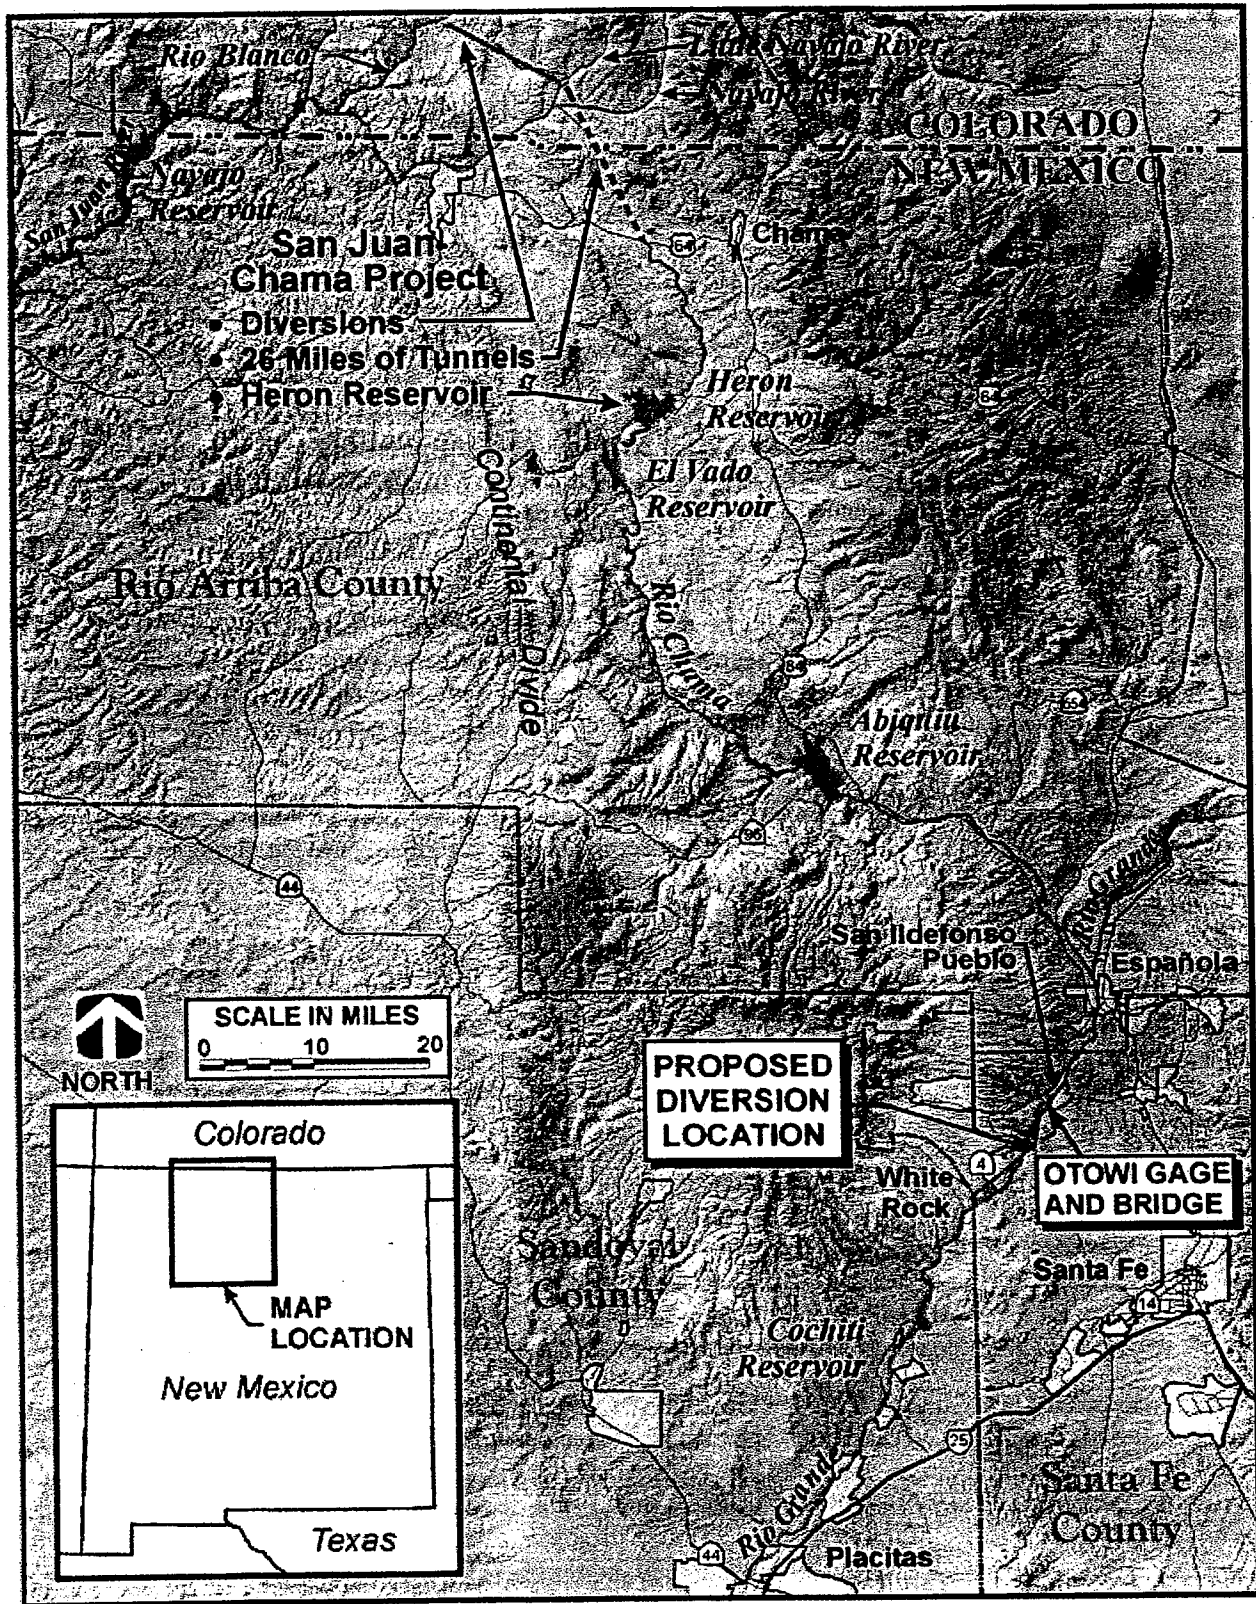 Rio Blanco
Little Navajo River
Navajo River
COLORADO
NEW MEXICO
San Juan River
Navajo
Reservoir
San Juan
Chama Project
• Diversions
• 26 Miles of Tunnels
• Heron Reservoir
64
Chama
Heron
Reservoir
64
El Vado
Reservoir
Continental Divide
Rio Arriba County
Rio Chama
84
Abiquiu
Reservoir
554
96
44
Rio Grande
San Ildefonso
Pueblo
Española
NORTH
SCALE IN MILES
0 10 20
PROPOSED
DIVERSION
LOCATION
4
White
Rock
OTOWI GAGE
AND BRIDGE
Sandoval
County
Santa Fe
14
Cochiti
Reservoir
25
Santa Fe
County
Rio Grande
44
Placitas
Colorado
MAP
LOCATION
New Mexico
Texas